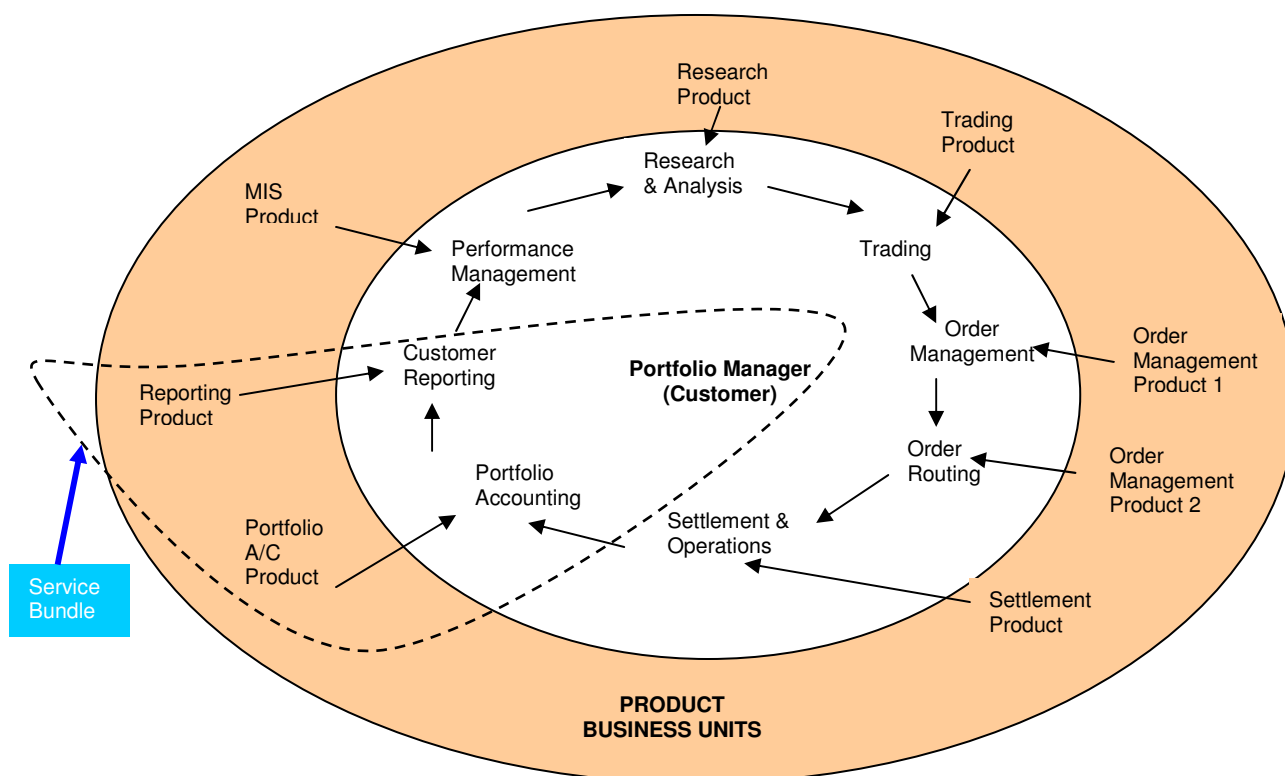 Research
Product
Trading
Product
Research
& Analysis
MIS
Product
Performance
Management
Trading
Order
Management
Order
Management
Product 1
Customer
Reporting
Portfolio Manager
(Customer)
Reporting
Product
Order
Routing
Order
Management
Product 2
Portfolio
Accounting
Settlement &
Operations
Portfolio
A/C
Product
Service
Bundle
Settlement
Product
PRODUCT
BUSINESS UNITS